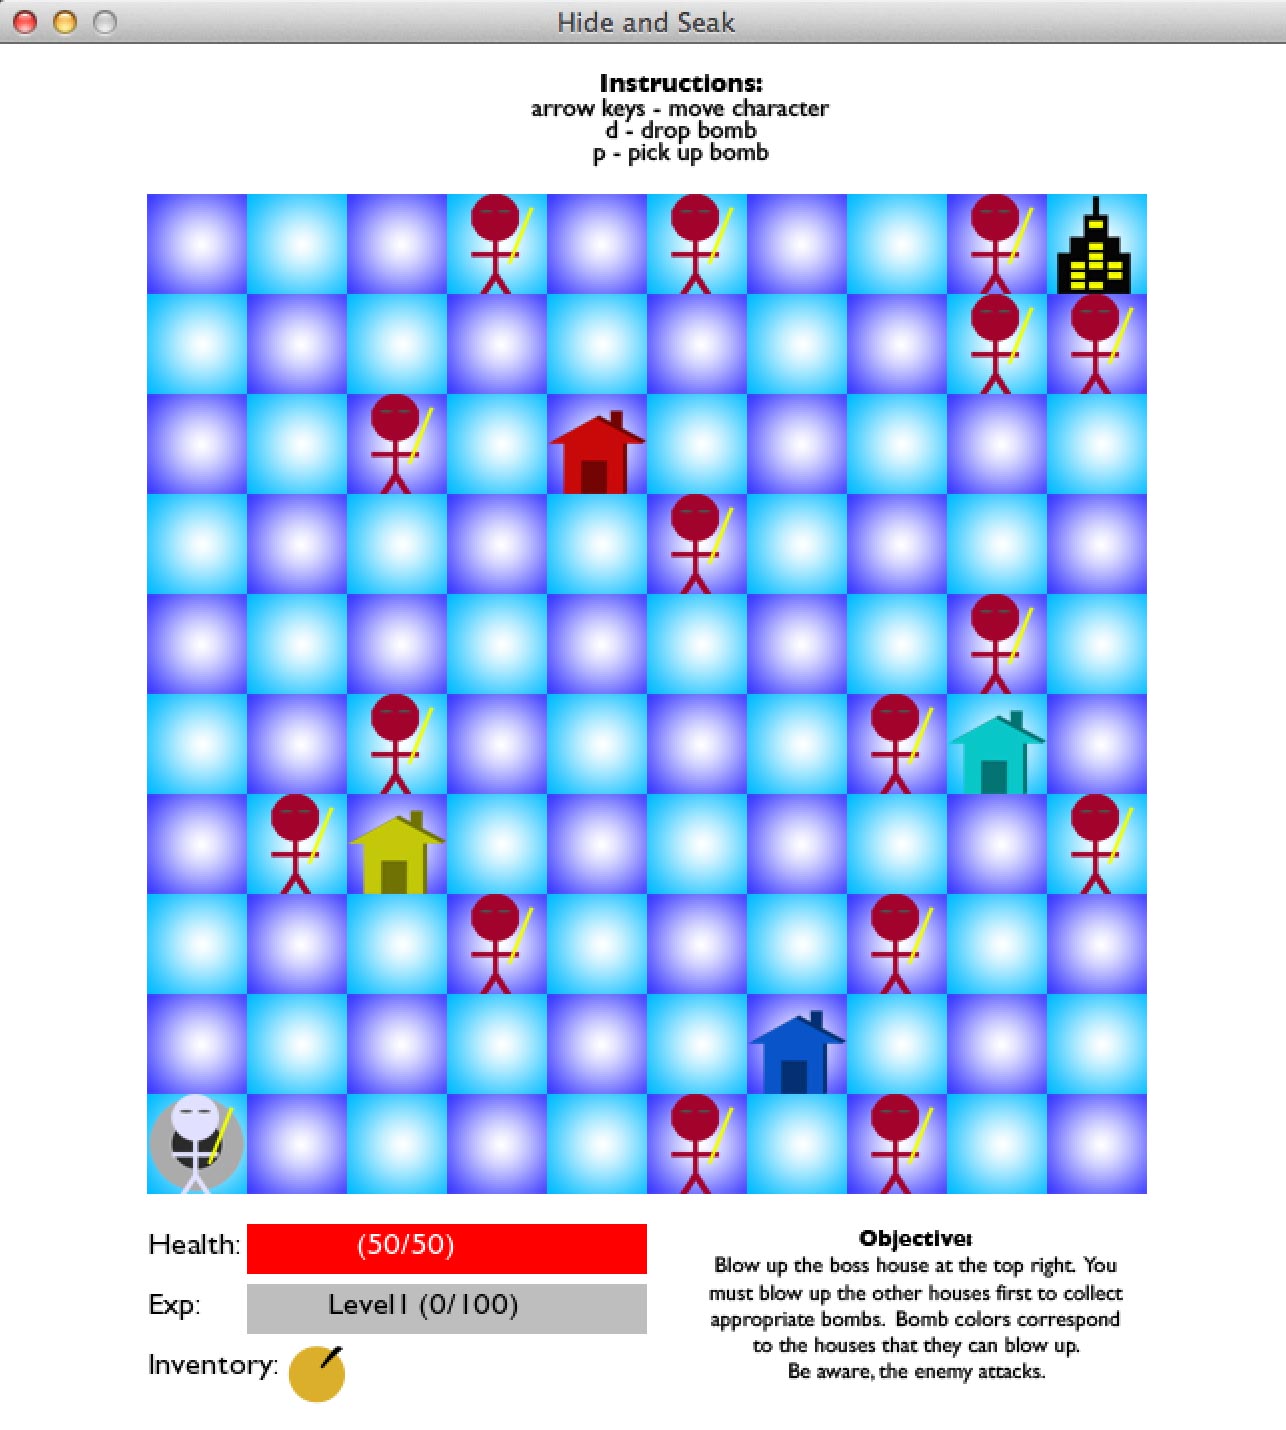 Hide and Seak
Instructions:
arrow keys - move character
d - drop bomb
p - pick up bomb
Health: (50/50)
Exp: Level1 (0/100)
Inventory:
Objective:
Blow up the boss house at the top right. You
must blow up the other houses first to collect
appropriate bombs. Bomb colors correspond
to the houses that they can blow up.
Be aware, the enemy attacks.